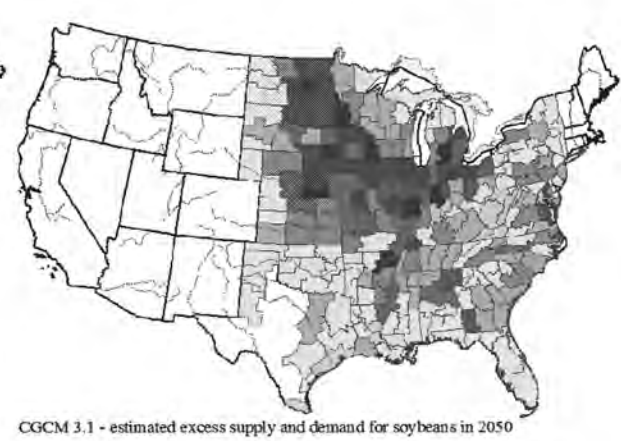 CGCM 3.1 - estimated excess supply and demand for soybeans in 2050